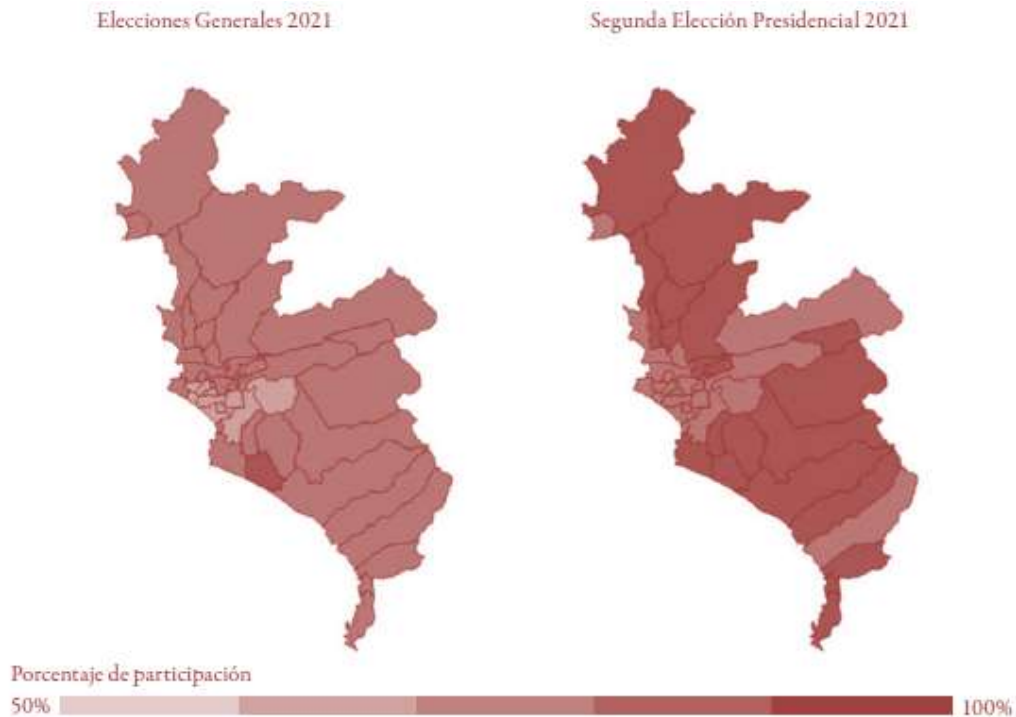 Elecciones Generales 2021
Segunda Elección Presidencial 2021
Porcentaje de participación
50%
100%